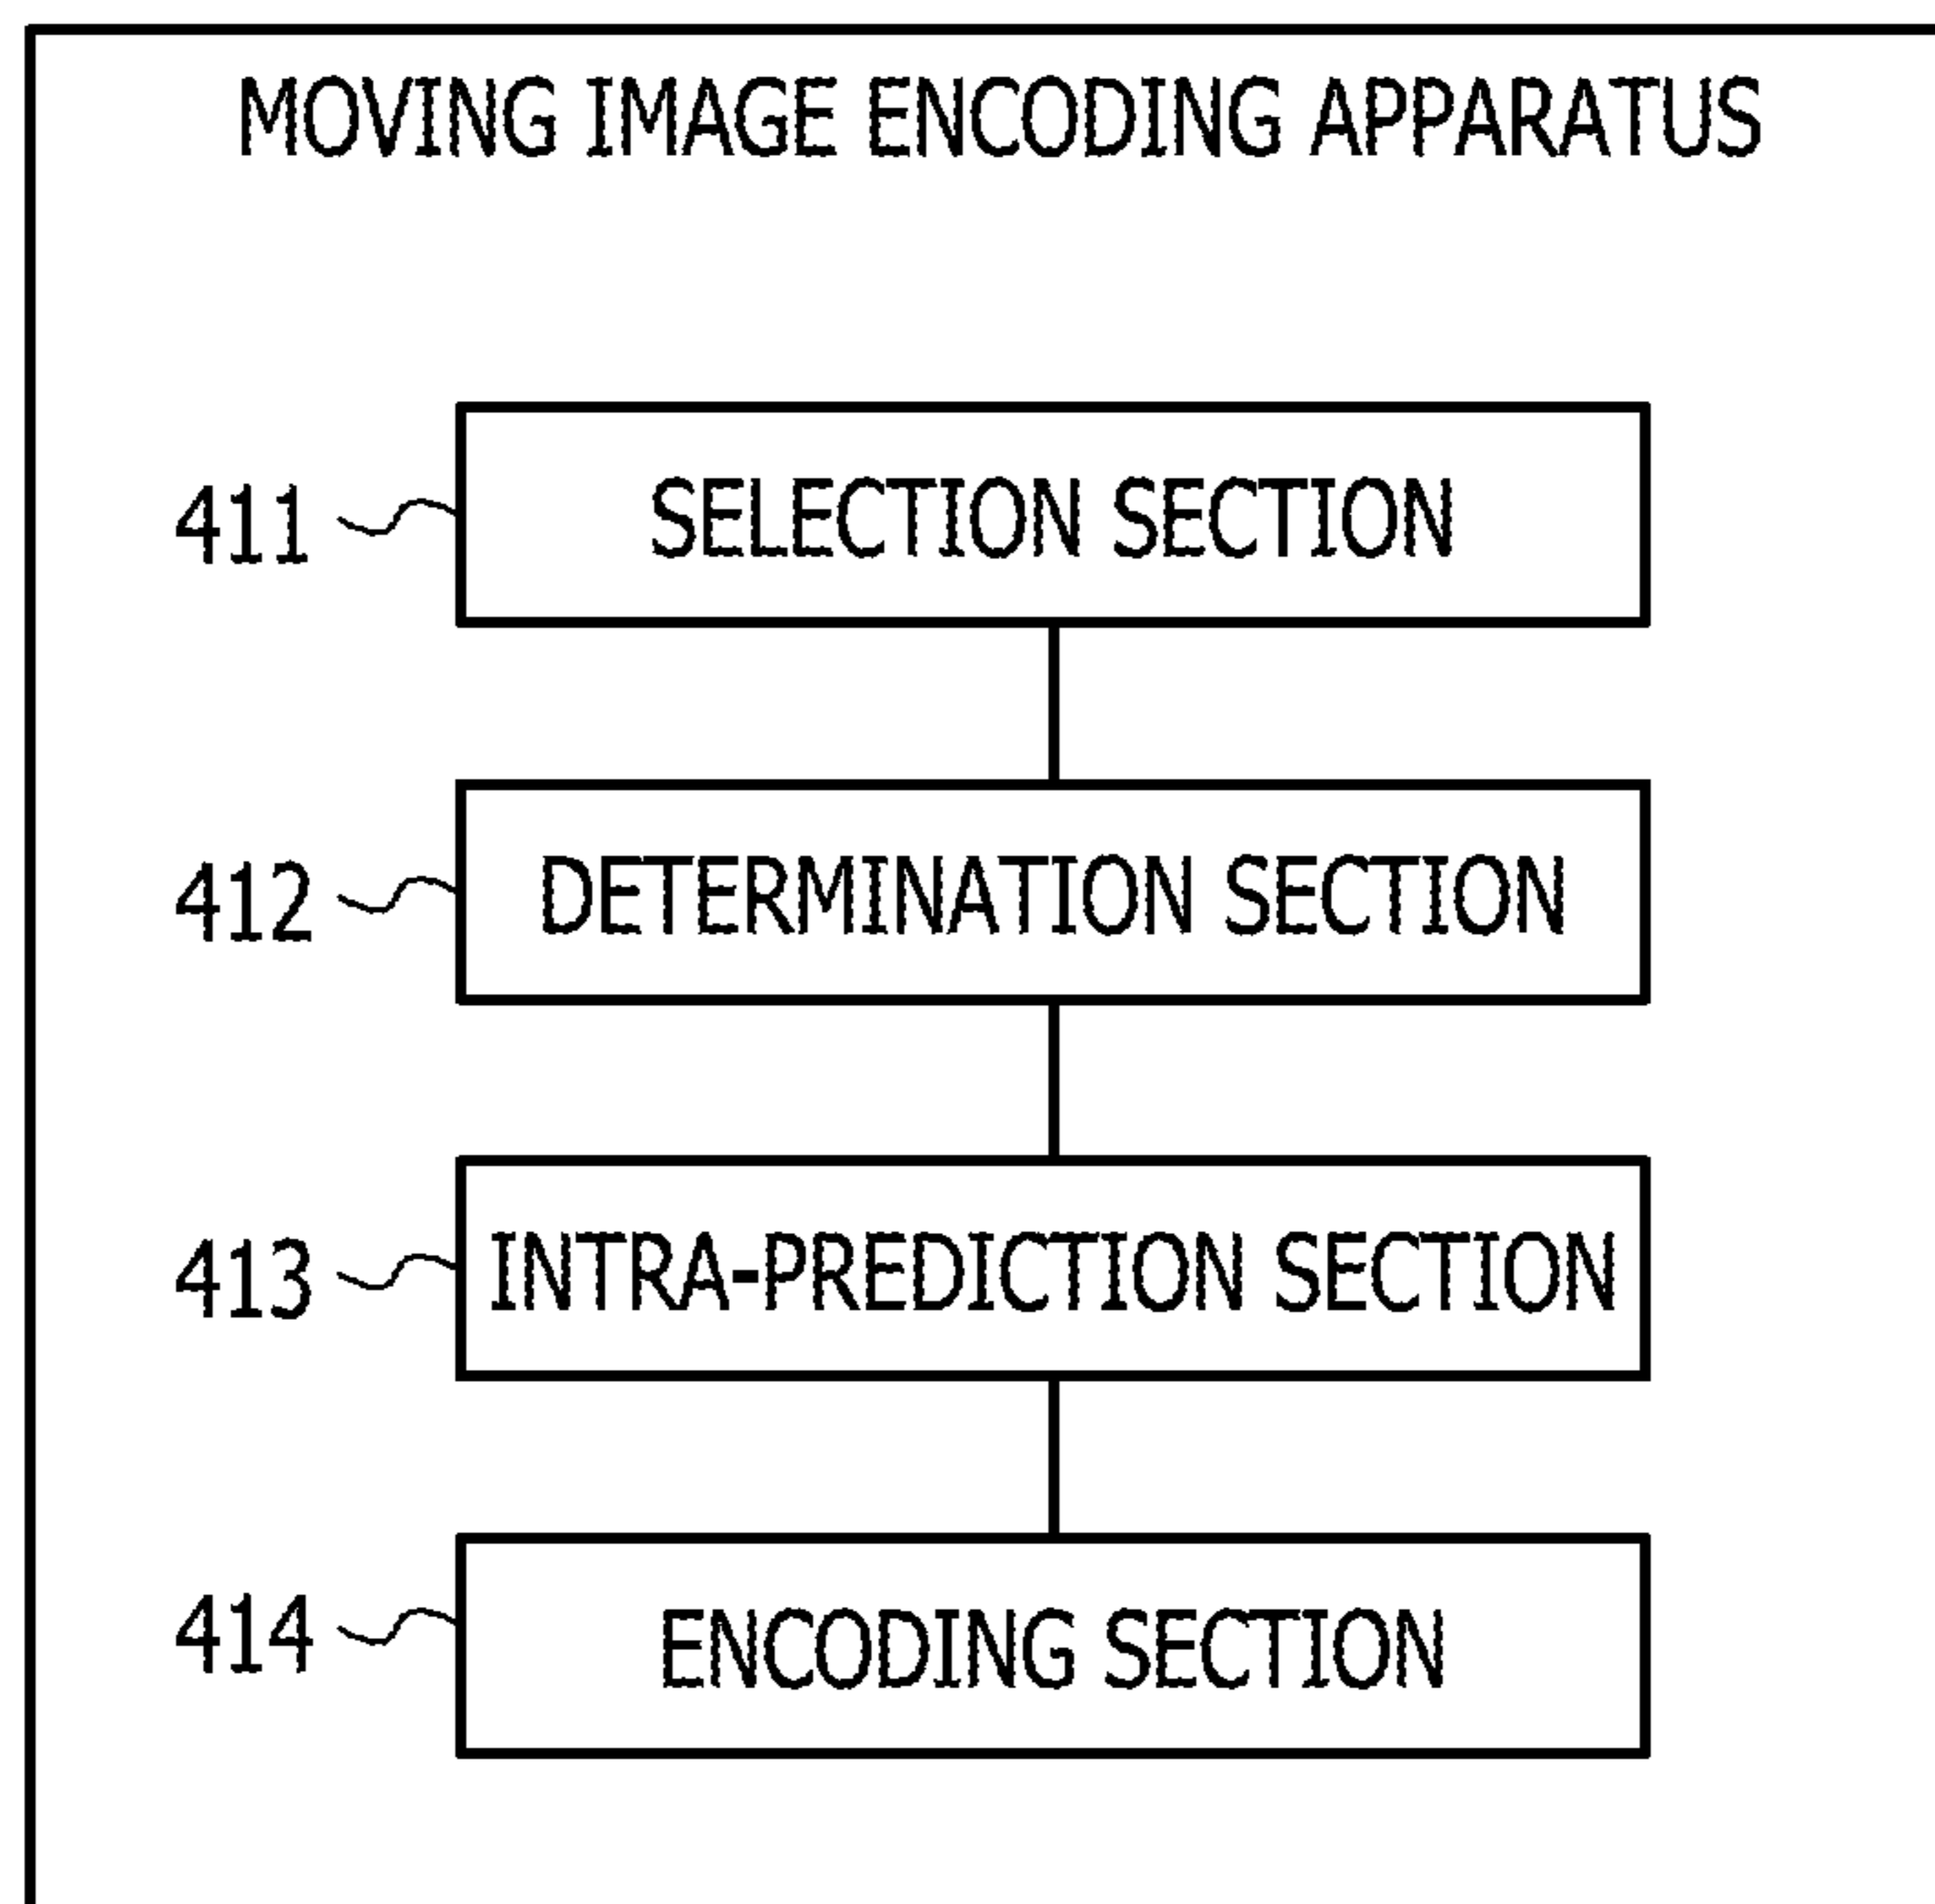 MOVING IMAGE ENCODING APPARATUS
411 SELECTION SECTION
412 DETERMINATION SECTION
413 INTRA-PREDICTION SECTION
414 ENCODING SECTION